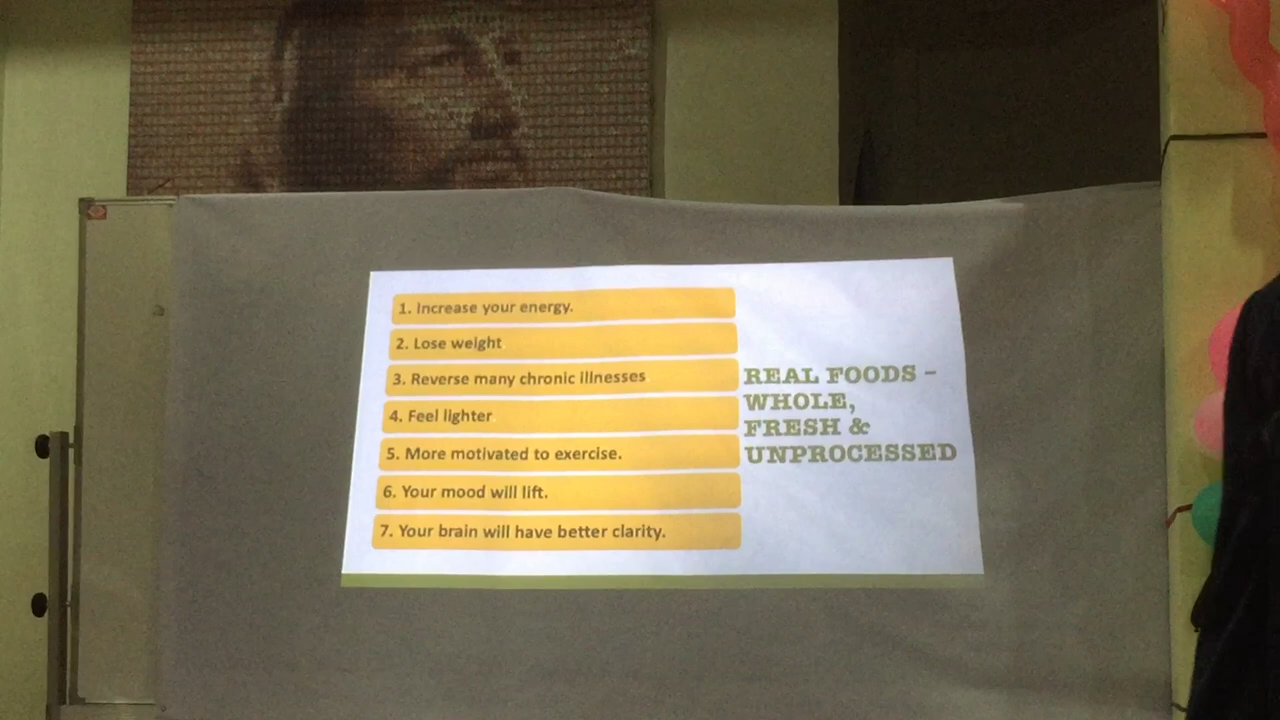 1. Increase your energy.
2. Lose weight
3. Reverse many chronic illnesses
4. Feel lighter
5. More motivated to exercise.
6. Your mood will lift.
7. Your brain will have better clarity.
REAL FOODS –
WHOLE,
FRESH &
UNPROCESSED